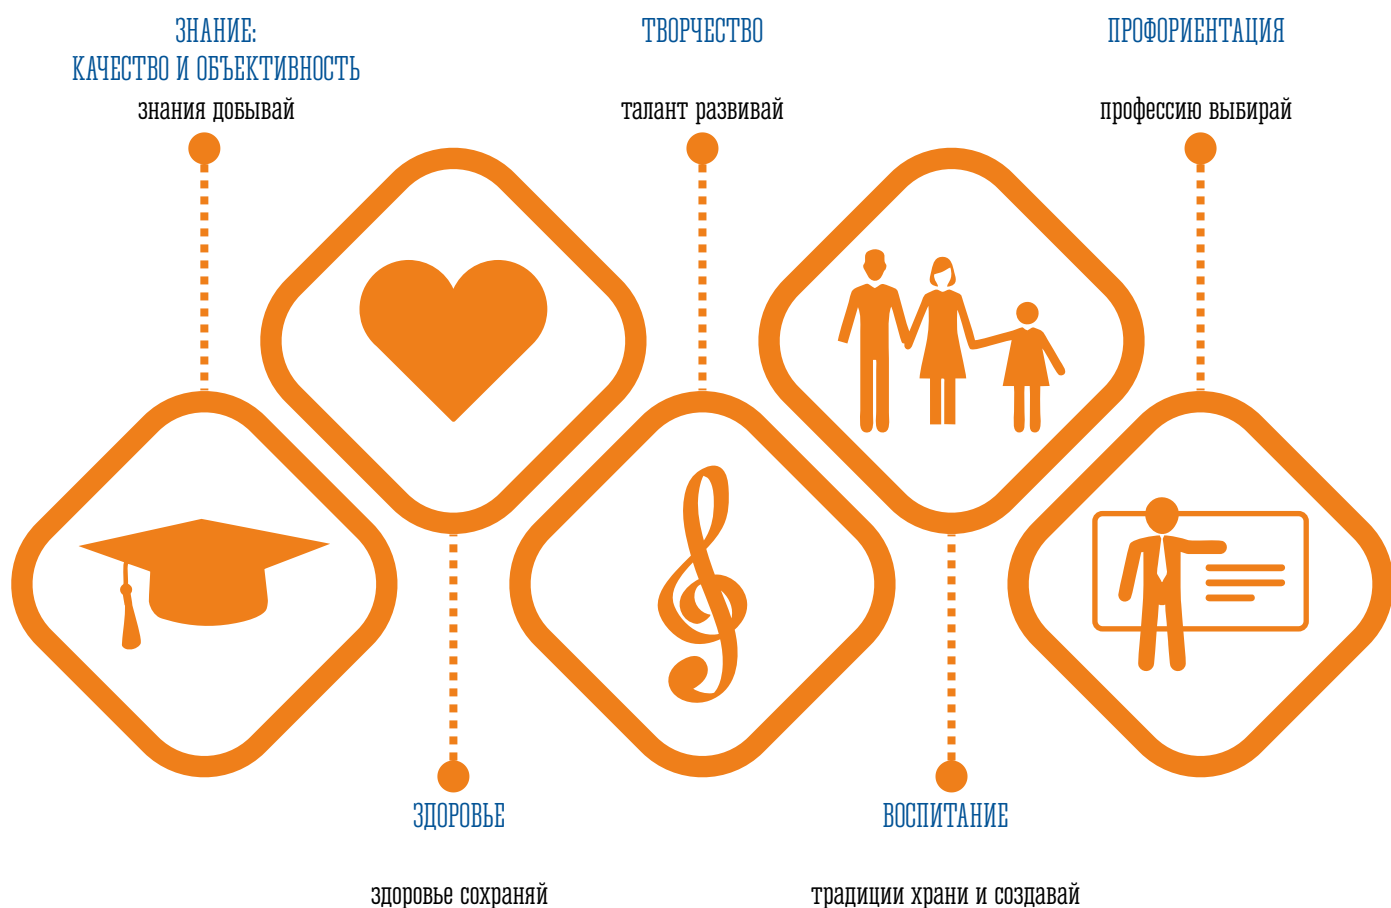 ЗНАНИЕ:
КАЧЕСТВО И ОБЪЕКТИВНОСТЬ
знания добывай
ТВОРЧЕСТВО
талант развивай
ПРОФОРИЕНТАЦИЯ
профессию выбирай
ЗДОРОВЬЕ
здоровье сохраняй
ВОСПИТАНИЕ
традиции храни и создавай